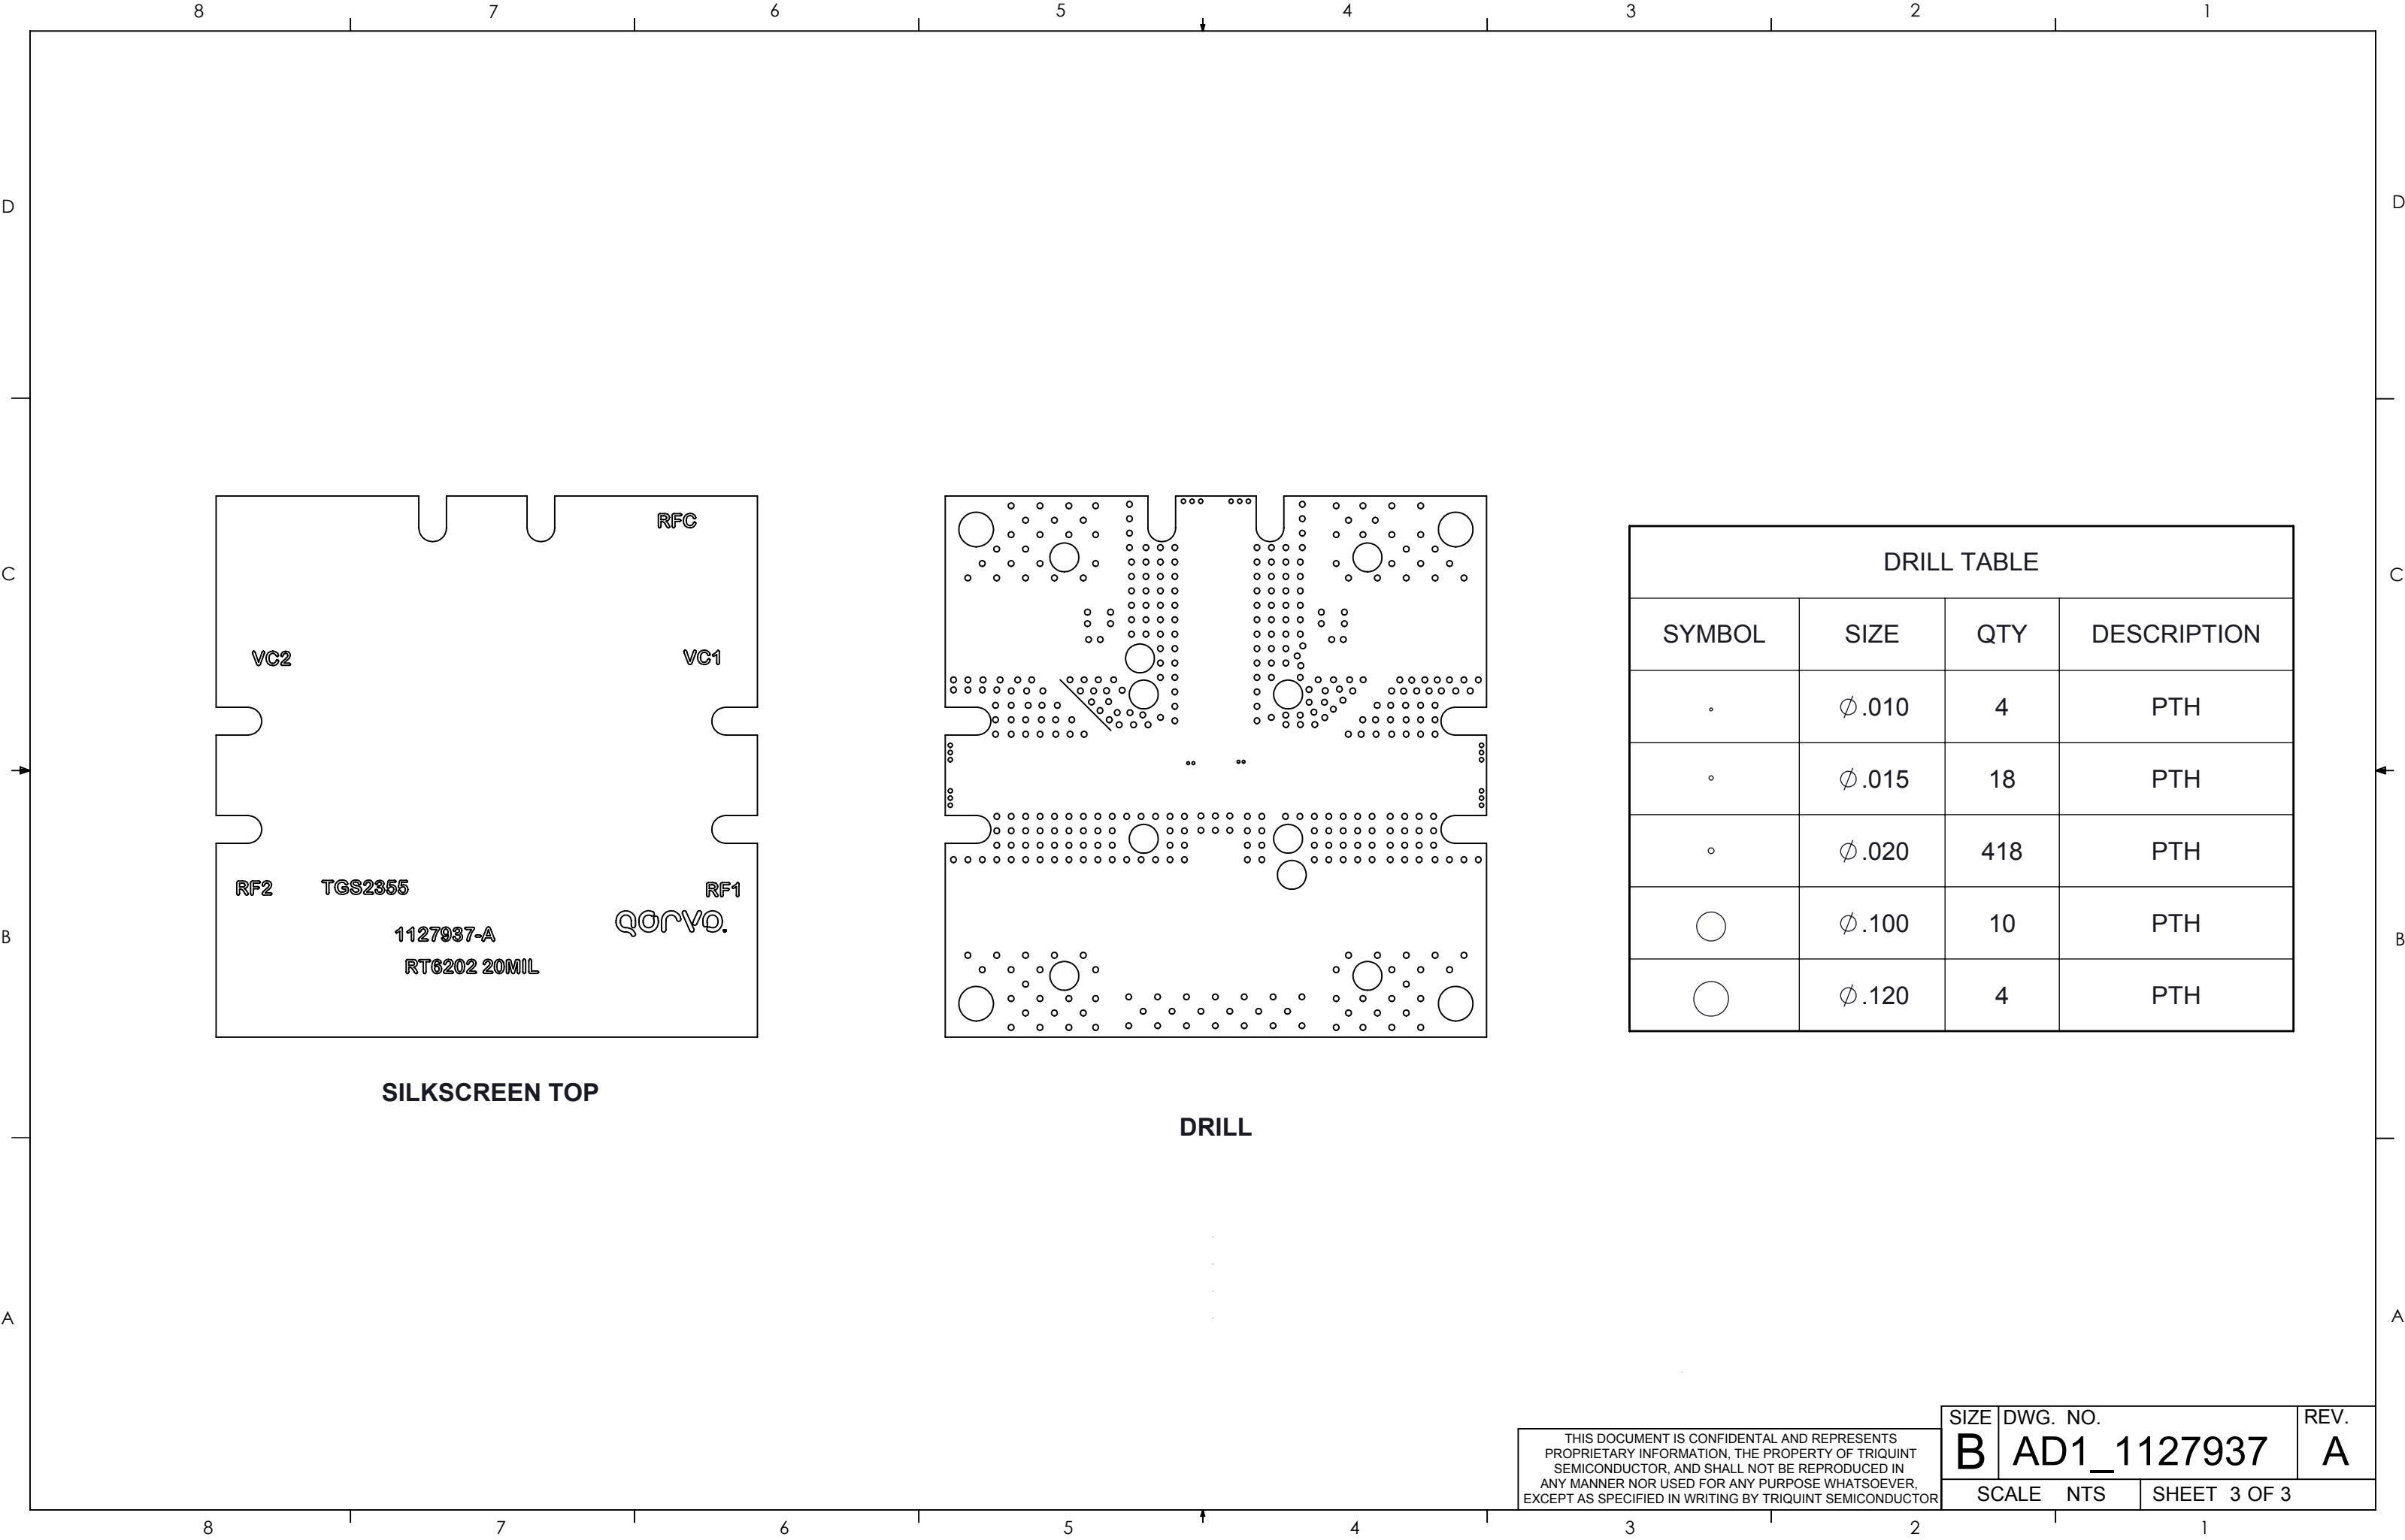 8 7 6 5 4 3 2 1
D D
C C
B B
A A
RFC
VC2 VC1
RF2 TGS2355 RF1
QORVO.
1127937-A
RT6202 20MIL
SILKSCREEN TOP
DRILL
DRILL TABLE
SYMBOL SIZE QTY DESCRIPTION
∅.010 4 PTH
∅.015 18 PTH
∅.020 418 PTH
∅.100 10 PTH
∅.120 4 PTH
THIS DOCUMENT IS CONFIDENTAL AND REPRESENTS
PROPRIETARY INFORMATION, THE PROPERTY OF TRIQUINT
SEMICONDUCTOR, AND SHALL NOT BE REPRODUCED IN
ANY MANNER NOR USED FOR ANY PURPOSE WHATSOEVER,
EXCEPT AS SPECIFIED IN WRITING BY TRIQUINT SEMICONDUCTOR
SIZE DWG. NO. REV.
B AD1_1127937 A
SCALE NTS SHEET 3 OF 3
8 7 6 5 4 3 2 1